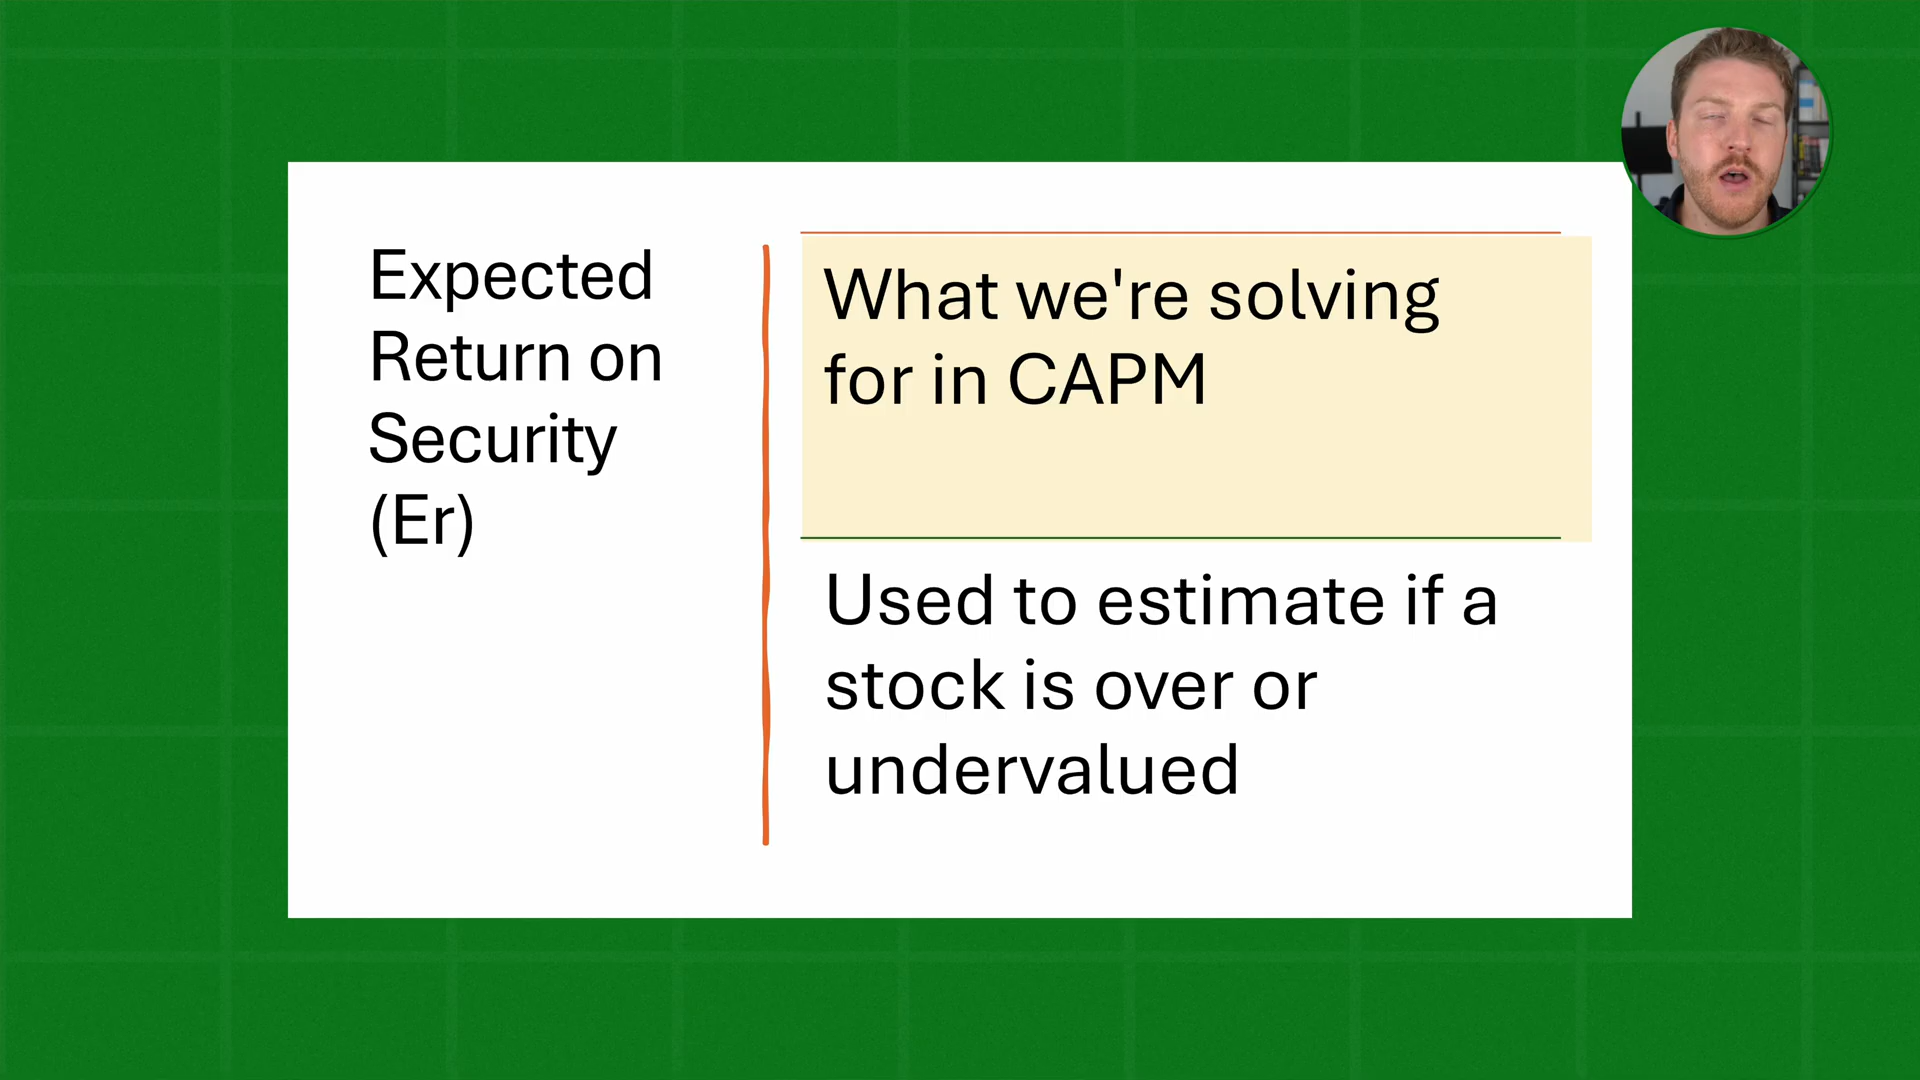 Expected
Return on
Security
(Er)
What we're solving
for in CAPM
Used to estimate if a
stock is over or
undervalued